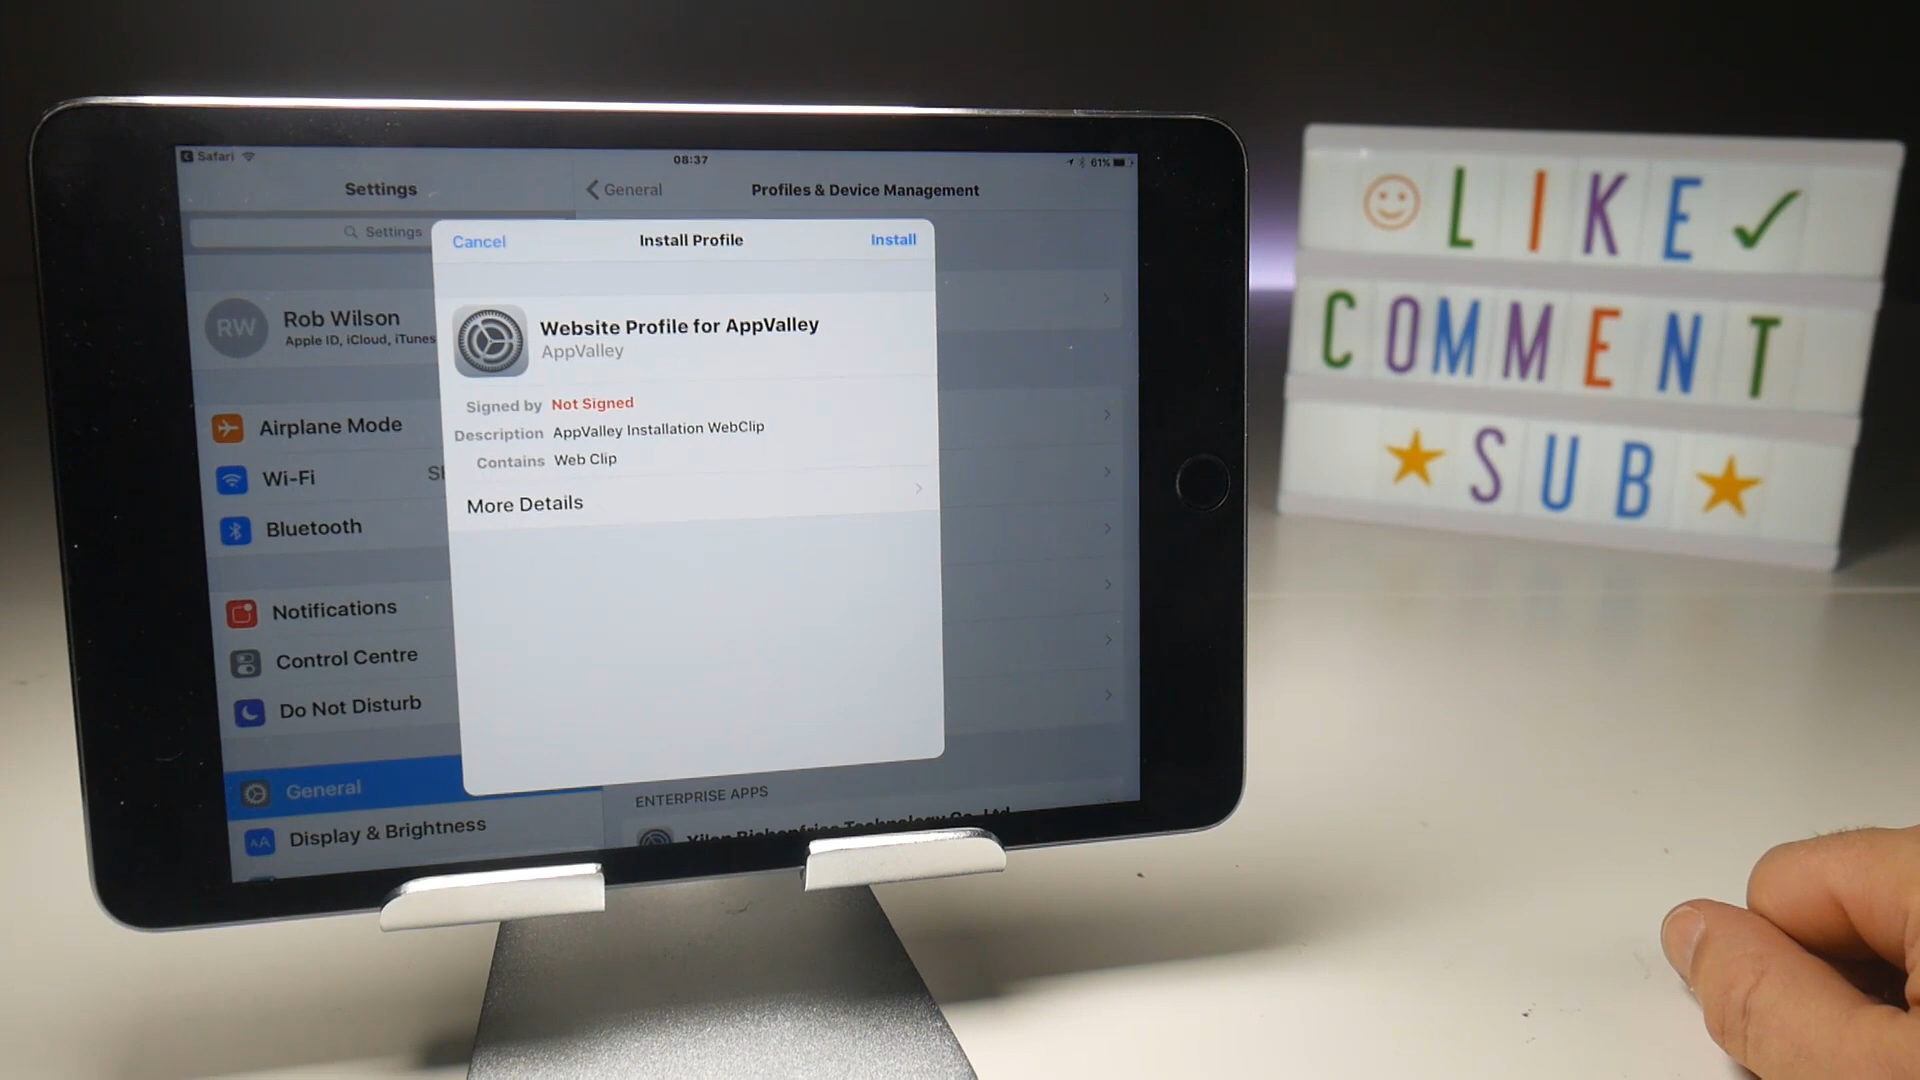 Safari
08:37
61%
Settings
General
Profiles & Device Management
Settings
Cancel
Install Profile
Install
RW
Rob Wilson
Apple ID, iCloud, iTunes
Website Profile for AppValley
AppValley
Signed by Not Signed
Description AppValley Installation WebClip
Contains Web Clip
More Details
Airplane Mode
Wi-Fi
Bluetooth
Notifications
Control Centre
Do Not Disturb
General
AA Display & Brightness
ENTERPRISE APPS
LIKE
COMMENT
SUB